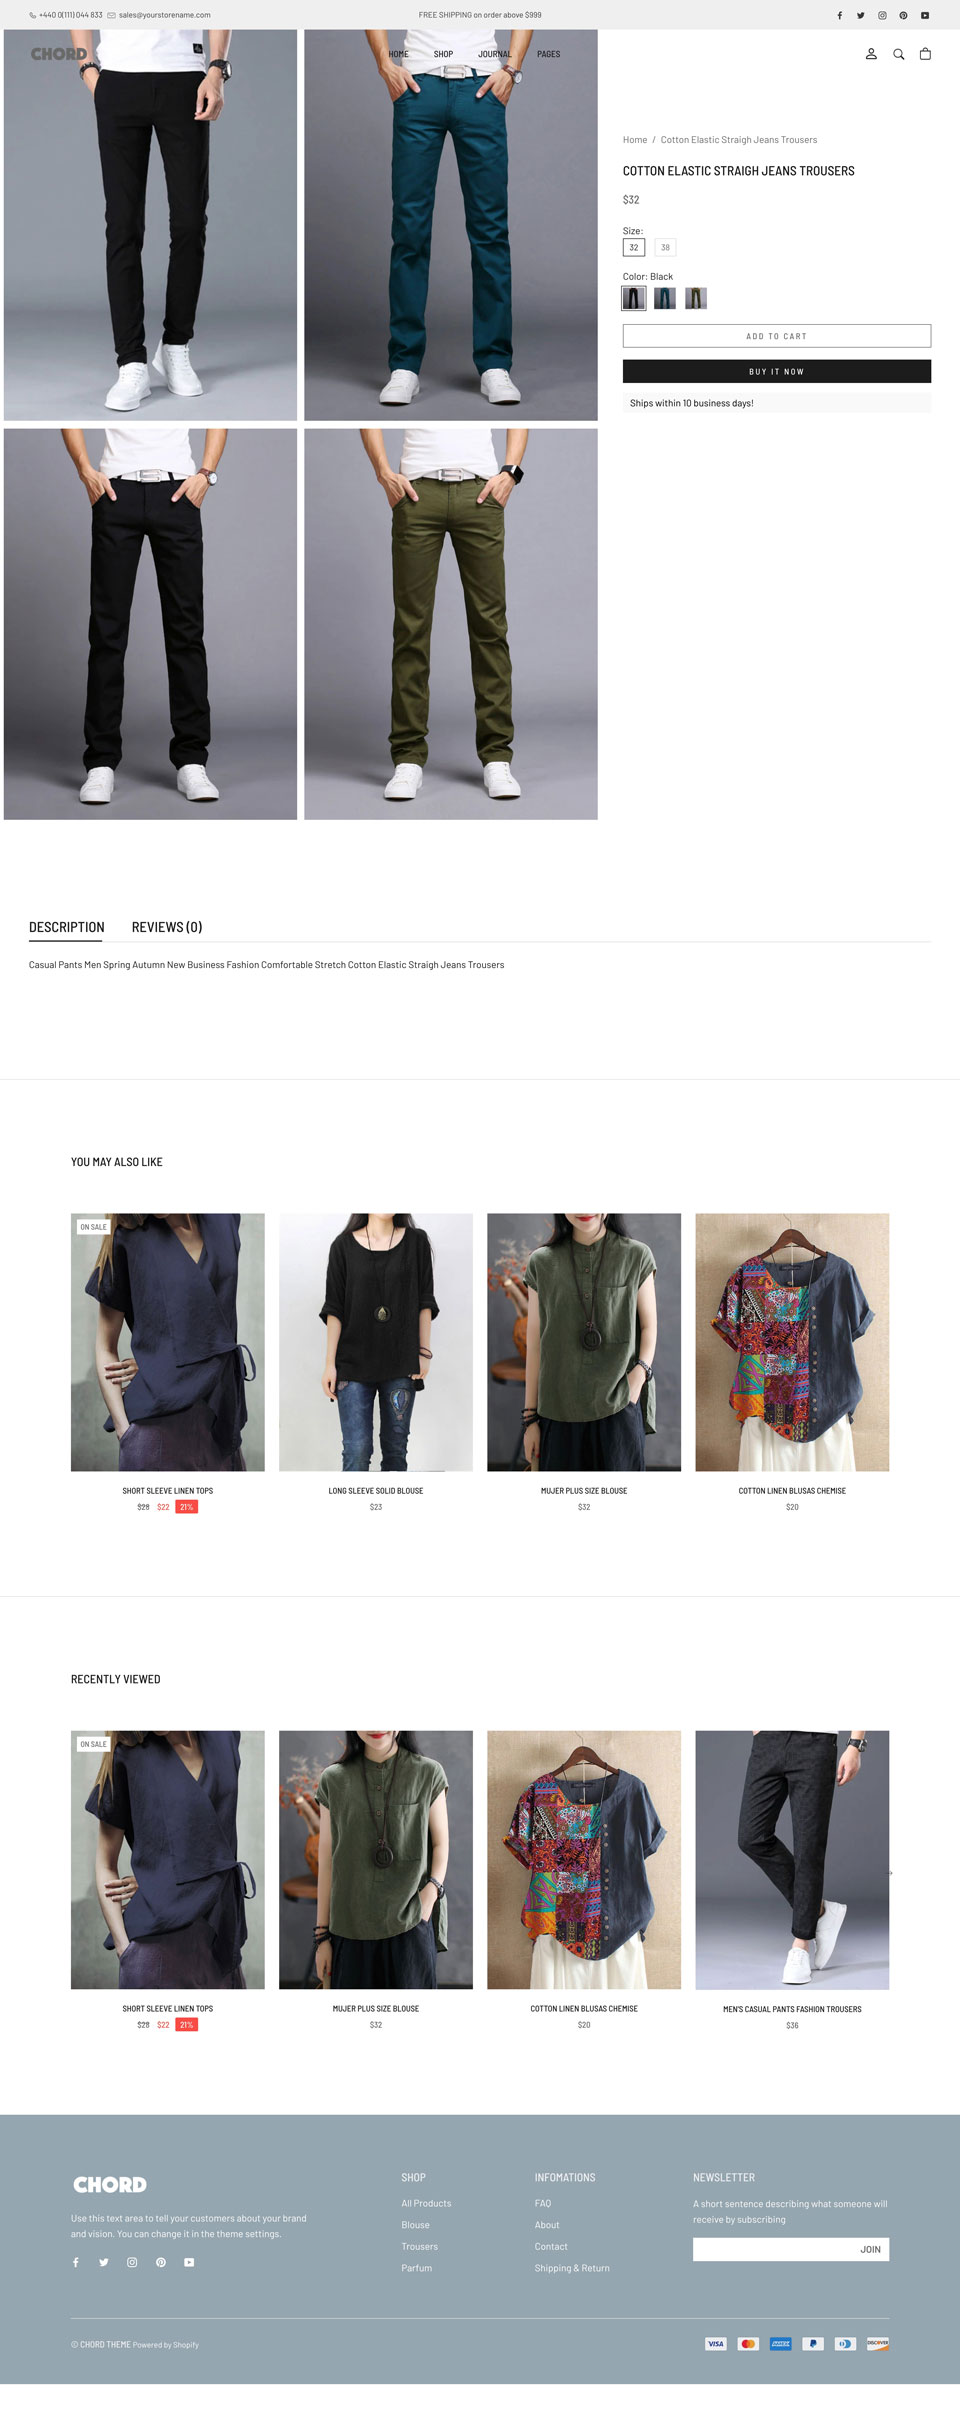 +440 0(111) 044 833 sales@yourstorename.com FREE SHIPPING on order above $999
CHORD HOME SHOP JOURNAL PAGES
Home / Cotton Elastic Straigh Jeans Trousers
COTTON ELASTIC STRAIGH JEANS TROUSERS
$32
Size:
32 38
Color: Black
ADD TO CART
BUY IT NOW
Ships within 10 business days!
DESCRIPTION REVIEWS (0)
Casual Pants Men Spring Autumn New Business Fashion Comfortable Stretch Cotton Elastic Straigh Jeans Trousers
YOU MAY ALSO LIKE
ON SALE
SHORT SLEEVE LINEN TOPS
$28 $22 21%
LONG SLEEVE SOLID BLOUSE
$23
MUJER PLUS SIZE BLOUSE
$32
COTTON LINEN BLUSAS CHEMISE
$20
RECENTLY VIEWED
ON SALE
SHORT SLEEVE LINEN TOPS
$28 $22 21%
MUJER PLUS SIZE BLOUSE
$32
COTTON LINEN BLUSAS CHEMISE
$20
MEN'S CASUAL PANTS FASHION TROUSERS
$36
CHORD
Use this text area to tell your customers about your brand
and vision. You can change it in the theme settings.
SHOP
All Products
Blouse
Trousers
Parfum
INFOMATIONS
FAQ
About
Contact
Shipping & Return
NEWSLETTER
A short sentence describing what someone will
receive by subscribing
JOIN
© CHORD THEME Powered by Shopify
VISA
DISCOVER